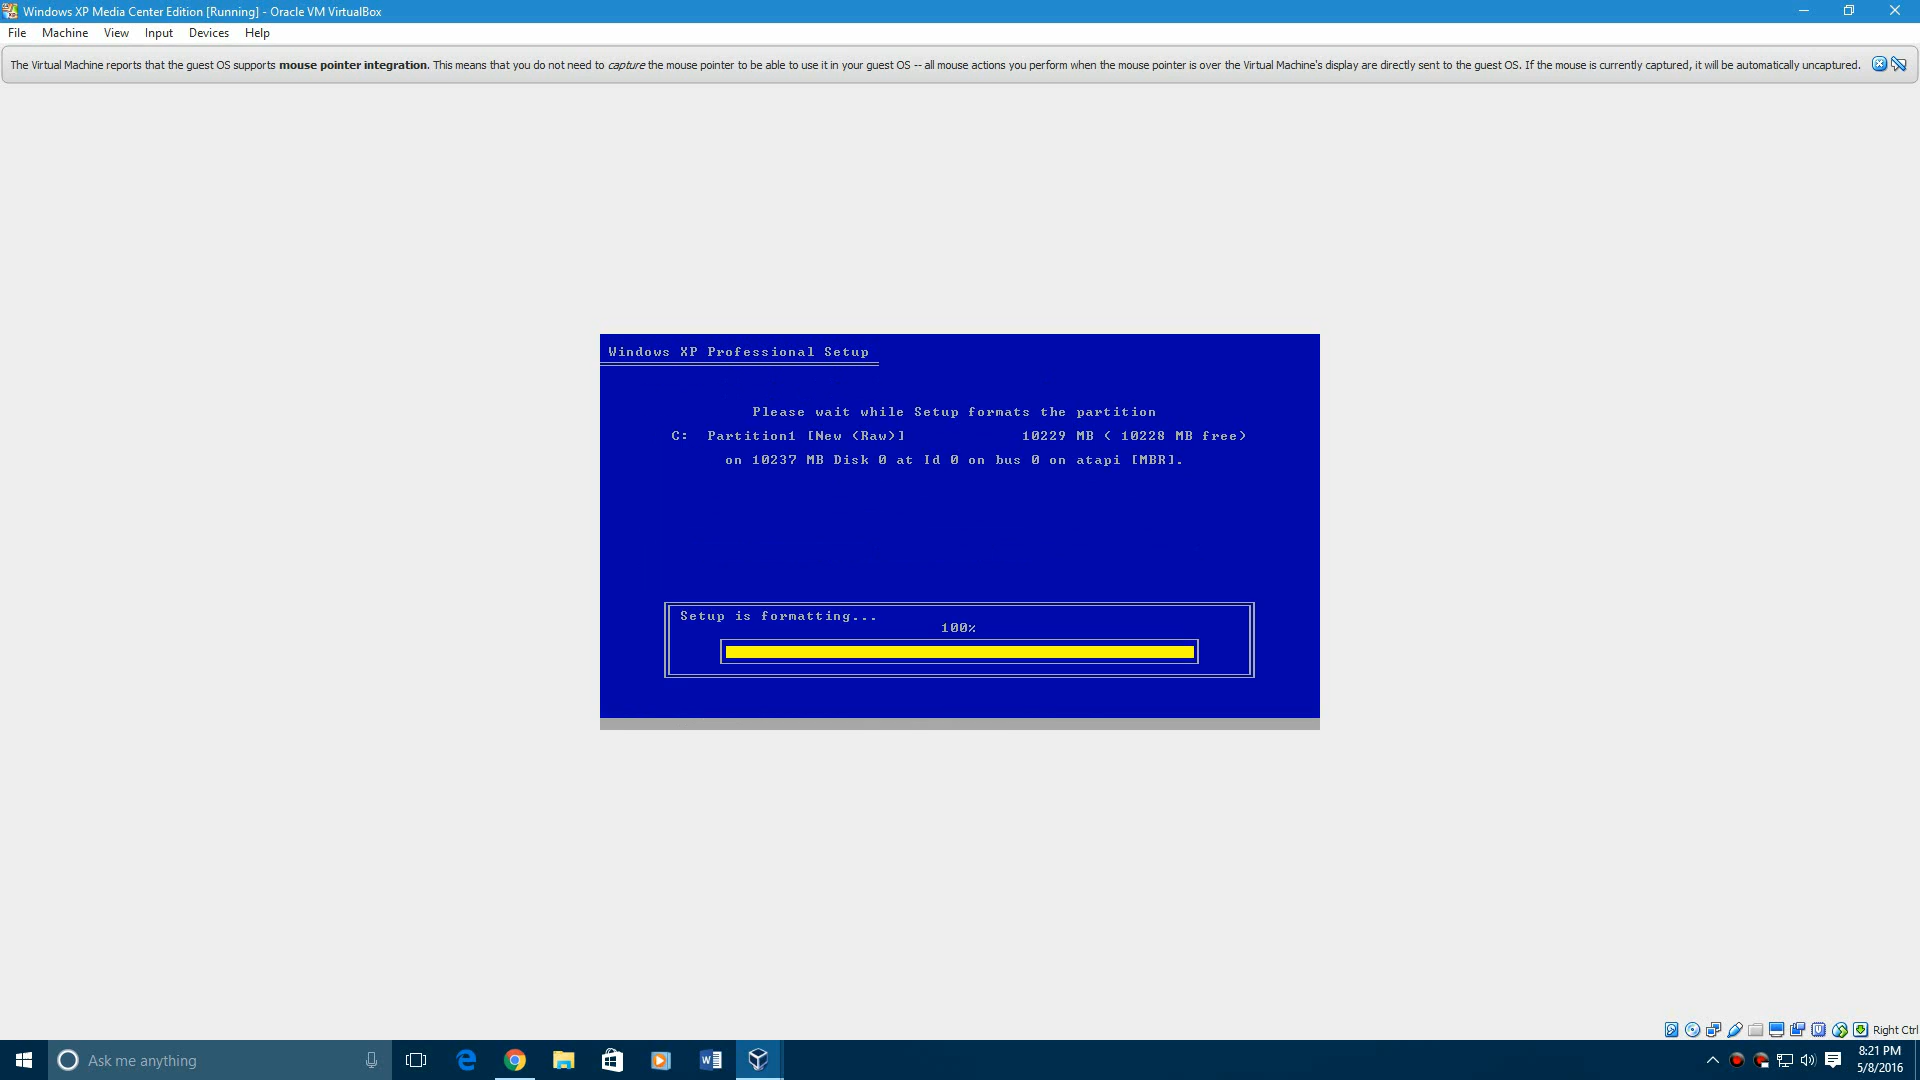 Windows XP Media Center Edition [Running] - Oracle VM VirtualBox
File Machine View Input Devices Help
The Virtual Machine reports that the guest OS supports mouse pointer integration. This means that you do not need to capture the mouse pointer to be able to use it in your guest OS -- all mouse actions you perform when the mouse pointer is over the Virtual Machine's display are directly sent to the guest OS. If the mouse is currently captured, it will be automatically uncaptured.
Windows XP Professional Setup
Please wait while Setup formats the partition
C: Partition1 [New (Raw)] 10229 MB ( 10228 MB free)
on 10237 MB Disk 0 at Id 0 on bus 0 on atapi [MBR].
Setup is formatting...
100%
Right Ctrl
Ask me anything
8:21 PM
5/8/2016